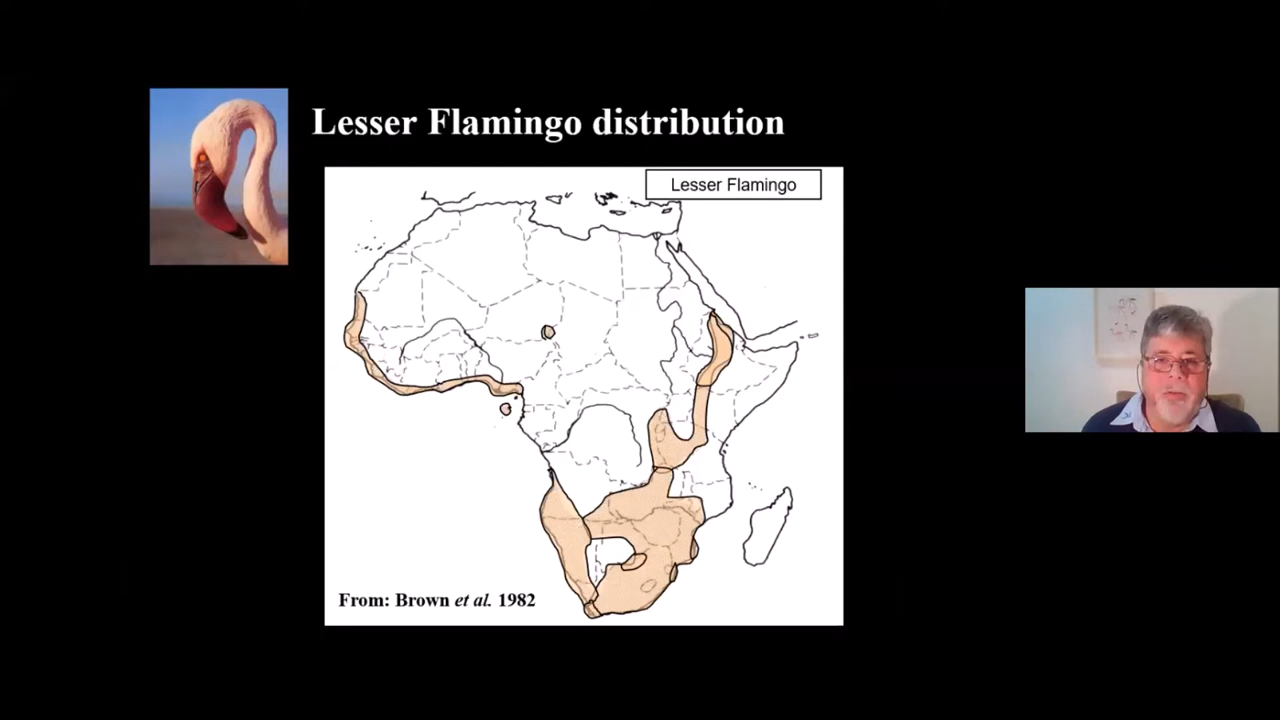 Lesser Flamingo distribution
Lesser Flamingo
From: Brown et al. 1982